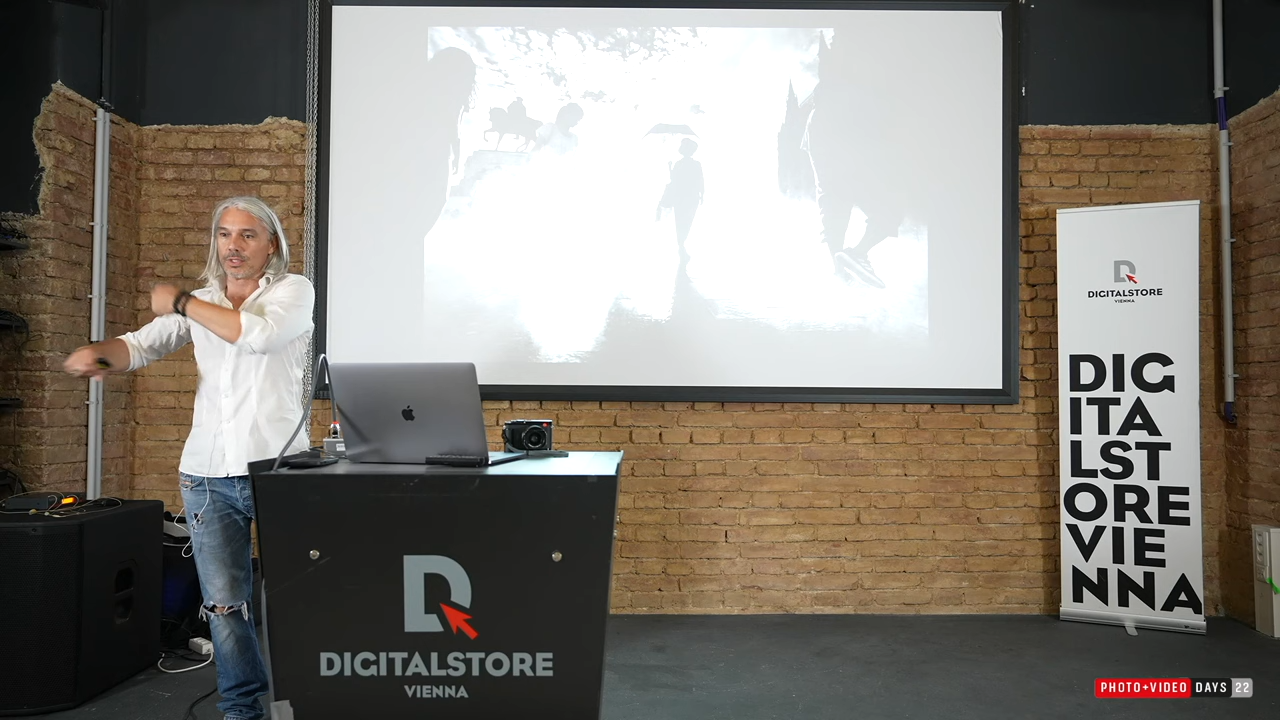 DIGITALSTORE
VIENNA
DIG
ITA
LST
ORE
VIE
NNA
DIGITALSTORE
VIENNA
PHOTO+VIDEO DAYS 22